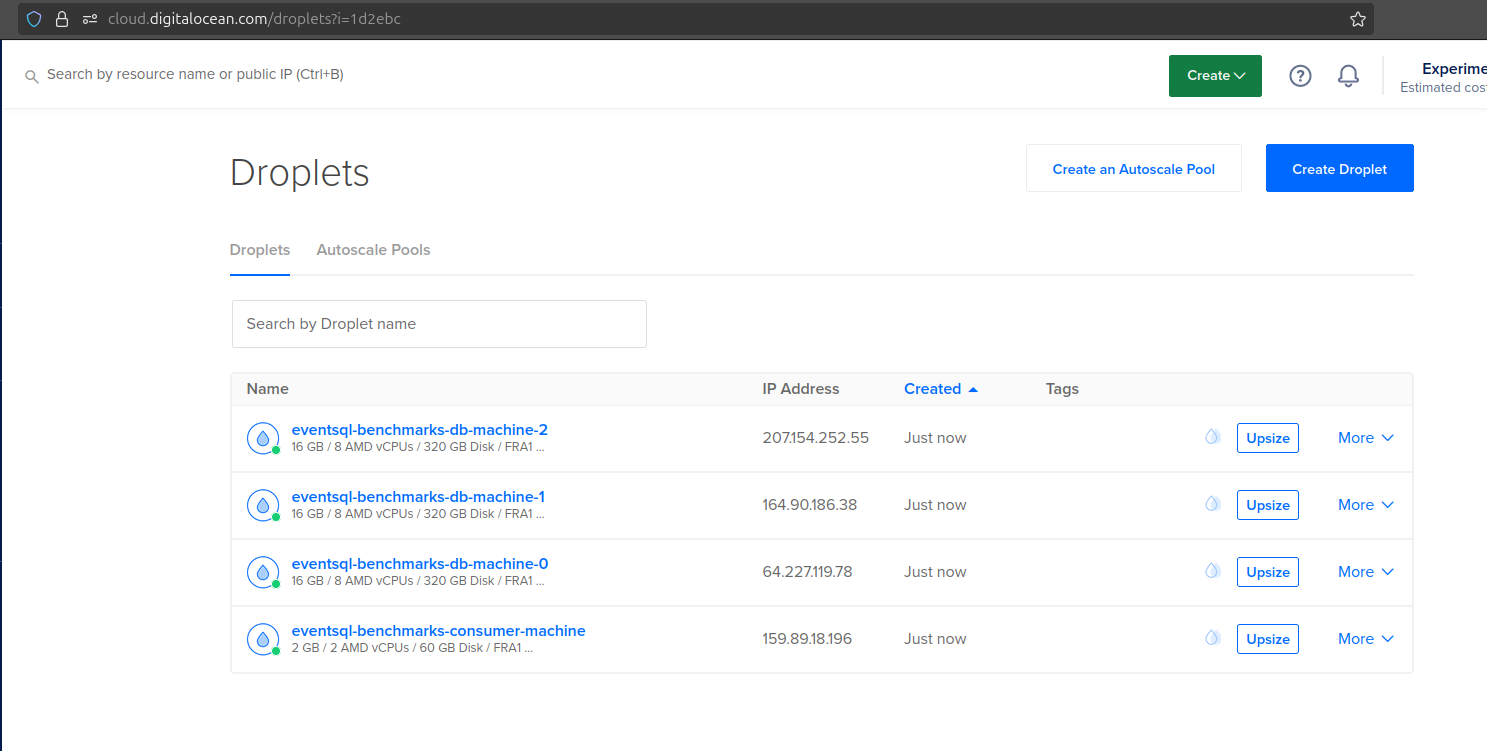 cloud.digitalocean.com/droplets?i=1d2ebc
Search by resource name or public IP (Ctrl+B)
Create
?
Experime
Estimated cos
Droplets
Create an Autoscale Pool
Create Droplet
Droplets
Autoscale Pools
Search by Droplet name
Name
IP Address
Created
Tags
eventsql-benchmarks-db-machine-2
16 GB / 8 AMD vCPUs / 320 GB Disk / FRA1 ...
207.154.252.55
Just now
Upsize
More
eventsql-benchmarks-db-machine-1
16 GB / 8 AMD vCPUs / 320 GB Disk / FRA1 ...
164.90.186.38
Just now
Upsize
More
eventsql-benchmarks-db-machine-0
16 GB / 8 AMD vCPUs / 320 GB Disk / FRA1 ...
64.227.119.78
Just now
Upsize
More
eventsql-benchmarks-consumer-machine
2 GB / 2 AMD vCPUs / 60 GB Disk / FRA1 ...
159.89.18.196
Just now
Upsize
More